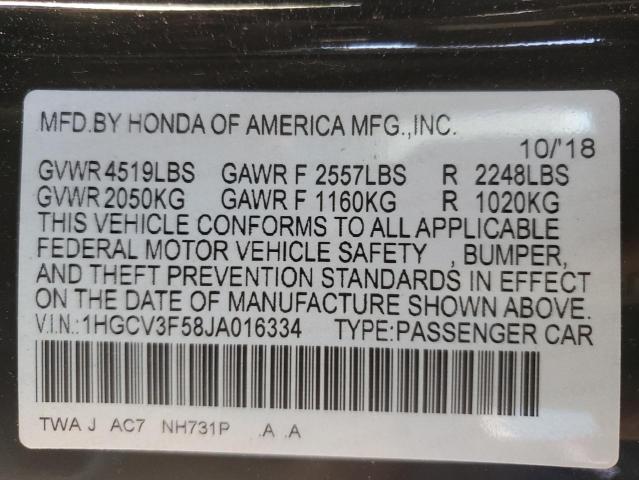 MFD.BY HONDA OF AMERICA MFG.,INC.
10/'18
GVWR 4519LBS GAWR F 2557LBS R 2248LBS
GVWR 2050KG GAWR F 1160KG R 1020KG
THIS VEHICLE CONFORMS TO ALL APPLICABLE
FEDERAL MOTOR VEHICLE SAFETY , BUMPER,
AND THEFT PREVENTION STANDARDS IN EFFECT
ON THE DATE OF MANUFACTURE SHOWN ABOVE.
V.I.N.:1HGCV3F58JA016334 TYPE:PASSENGER CAR
TWA J AC7 NH731P .A .A